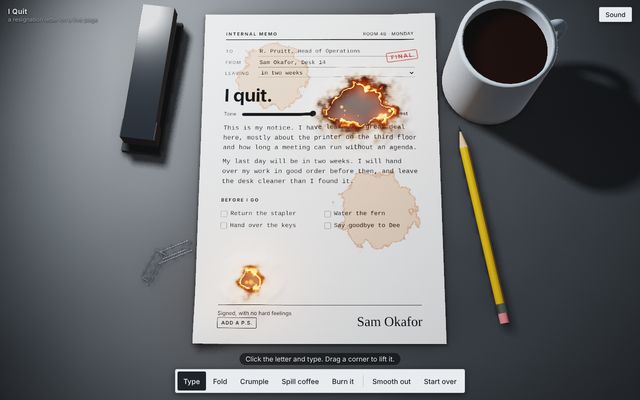 I Quit
a resignation letter on a live page
Sound
INTERNAL MEMO
ROOM 4B · MONDAY
TO R. Pruitt, Head of Operations
FROM Sam Okafor, Desk 14
FINAL
LEAVING in two weeks
I quit.
Tone
This is my notice. I have deal
here, mostly about the printer on the third floor
and how long a meeting can run without an agenda.
My last day will be in two weeks. I will hand
over my work in good order before then, and leave
the desk cleaner than I found it.
BEFORE I GO
Return the stapler
Water the fern
Hand over the keys
Say goodbye to Dee
Signed, with no hard feelings
ADD A P.S.
Sam Okafor
Click the letter and type. Drag a corner to lift it.
Type Fold Crumple Spill coffee Burn it Smooth out Start over